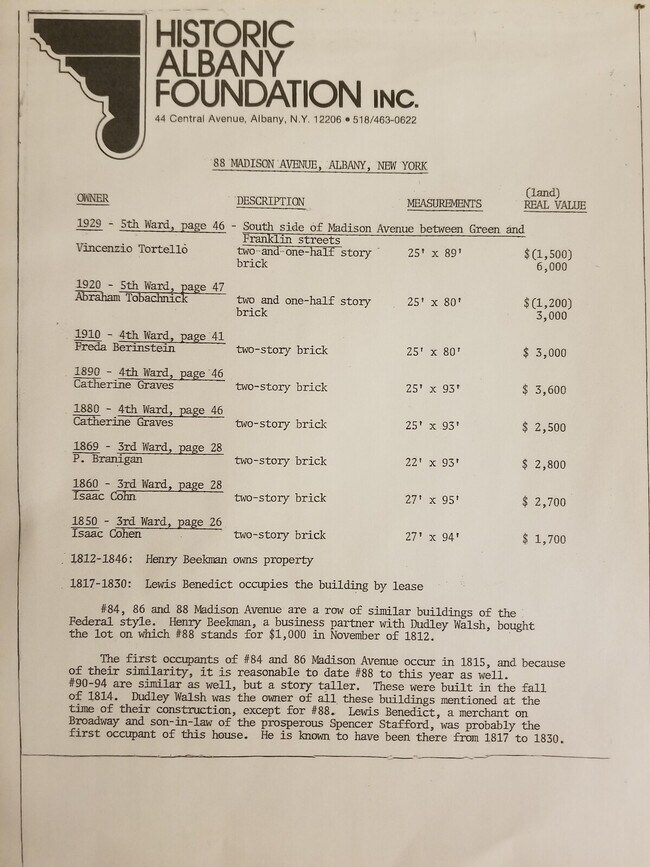 HISTORIC
ALBANY
FOUNDATION INC.
44 Central Avenue, Albany, N.Y. 12206 • 518/463-0622
88 MADISON AVENUE, ALBANY, NEW YORK
OWNER DESCRIPTION MEASUREMENTS (land) REAL VALUE
1929 - 5th Ward, page 46 - South side of Madison Avenue between Green and
Franklin streets
Vincenzio Tortello two and one-half story 25' x 89' $(1,500)
brick 6,000
1920 - 5th Ward, page 47
Abraham Tobachnick two and one-half story 25' x 80' $(1,200)
brick 3,000
1910 - 4th Ward, page 41
Freda Berinstein two-story brick 25' x 80' $ 3,000
1890 - 4th Ward, page 46
Catherine Graves two-story brick 25' x 93' $ 3,600
1880 - 4th Ward, page 46
Catherine Graves two-story brick 25' x 93' $ 2,500
1869 - 3rd Ward, page 28
P. Branigan two-story brick 22' x 93' $ 2,800
1860 - 3rd Ward, page 28
Isaac Cohn two-story brick 27' x 95' $ 2,700
1850 - 3rd Ward, page 26
Isaac Cohen two-story brick 27' x 94' $ 1,700
1812-1846: Henry Beekman owns property
1817-1830: Lewis Benedict occupies the building by lease
#84, 86 and 88 Madison Avenue are a row of similar buildings of the
Federal style. Henry Beekman, a business partner with Dudley Walsh, bought
the lot on which #88 stands for $1,000 in November of 1812.
The first occupants of #84 and 86 Madison Avenue occur in 1815, and because
of their similarity, it is reasonable to date #88 to this year as well.
#90-94 are similar as well, but a story taller. These were built in the fall
of 1814. Dudley Walsh was the owner of all these buildings mentioned at the
time of their construction, except for #88. Lewis Benedict, a merchant on
Broadway and son-in-law of the prosperous Spencer Stafford, was probably the
first occupant of this house. He is known to have been there from 1817 to 1830.